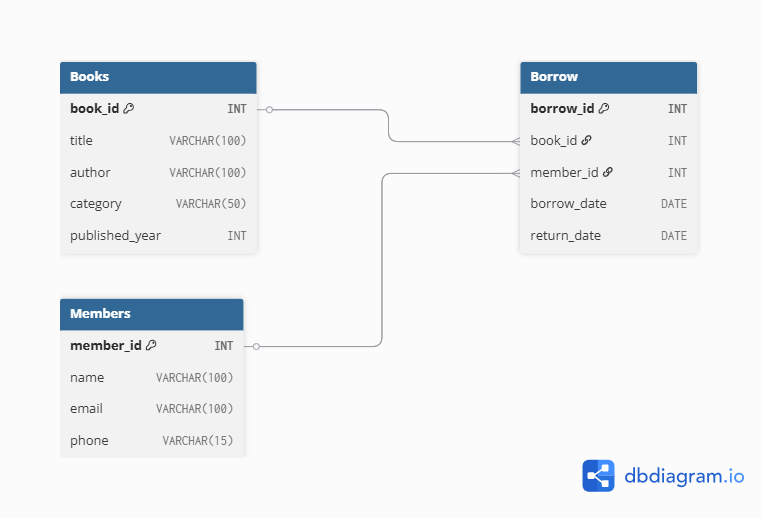 Books
book_id INT
title VARCHAR(100)
author VARCHAR(100)
category VARCHAR(50)
published_year INT
Members
member_id INT
name VARCHAR(100)
email VARCHAR(100)
phone VARCHAR(15)
Borrow
borrow_id INT
book_id INT
member_id INT
borrow_date DATE
return_date DATE
dbdiagram.io